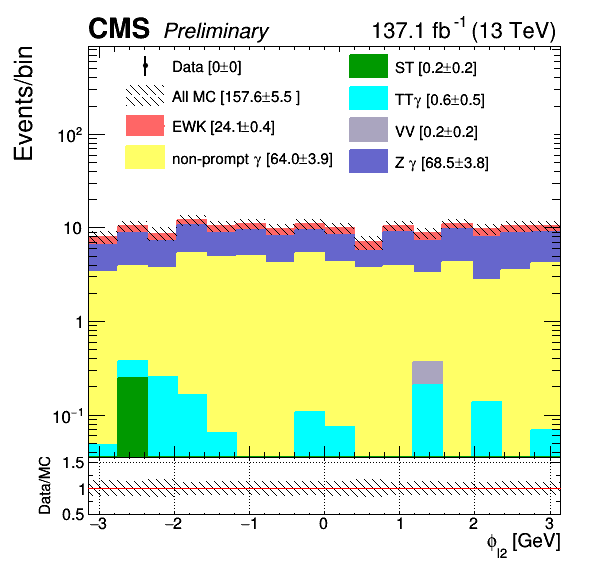 CMS Preliminary 137.1 fb⁻¹ (13 TeV)
Events/bin
Data [0±0]
All MC [157.6±5.5 ]
EWK [24.1±0.4]
non-prompt γ [64.0±3.9]
ST [0.2±0.2]
TTγ [0.6±0.5]
VV [0.2±0.2]
Z γ [68.5±3.8]
10²
10
1
10⁻¹
Data/MC
1.5
1
0.5
−3 −2 −1 0 1 2 3
ϕ_l2 [GeV]